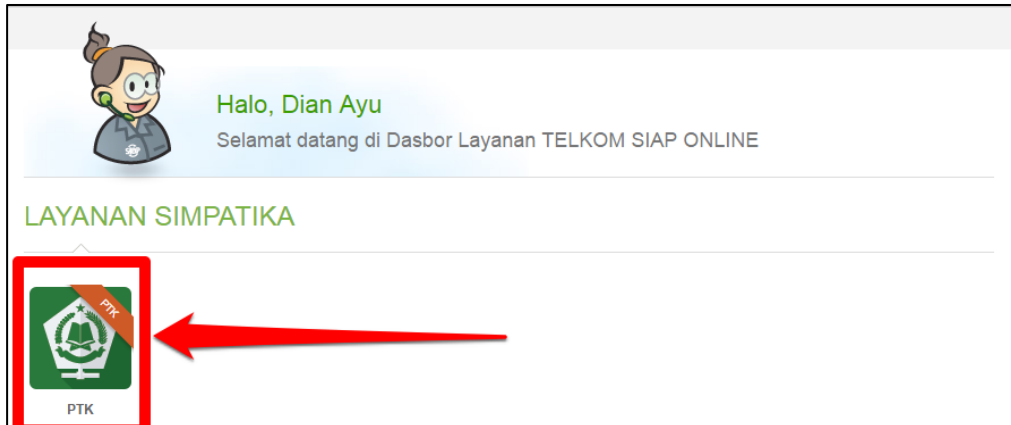 Halo, Dian Ayu
Selamat datang di Dasbor Layanan TELKOM SIAP ONLINE
LAYANAN SIMPATIKA
PTK
PTK